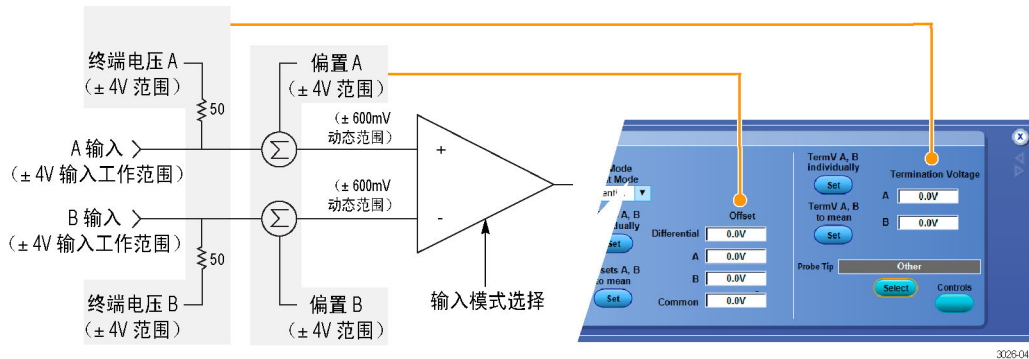 终端电压 A
(± 4V 范围)
50
偏置 A
(± 4V 范围)
(± 600mV
动态范围)
A 输入
(± 4V 输入工作范围)
Σ
+
B 输入
(± 4V 输入工作范围)
Σ
(± 600mV
动态范围)
-
50
终端电压 B
(± 4V 范围)
偏置 B
(± 4V 范围)
输入模式选择
Mode
Mode
Set
Set
to mean
Offset
Differential 0.0V
A 0.0V
B 0.0V
Common 0.0V
TermV A, B
individually
Set
TermV A, B
to mean
Set
Termination Voltage
A 0.0V
B 0.0V
Probe Tip Other
Select
Controls
X
3026-04